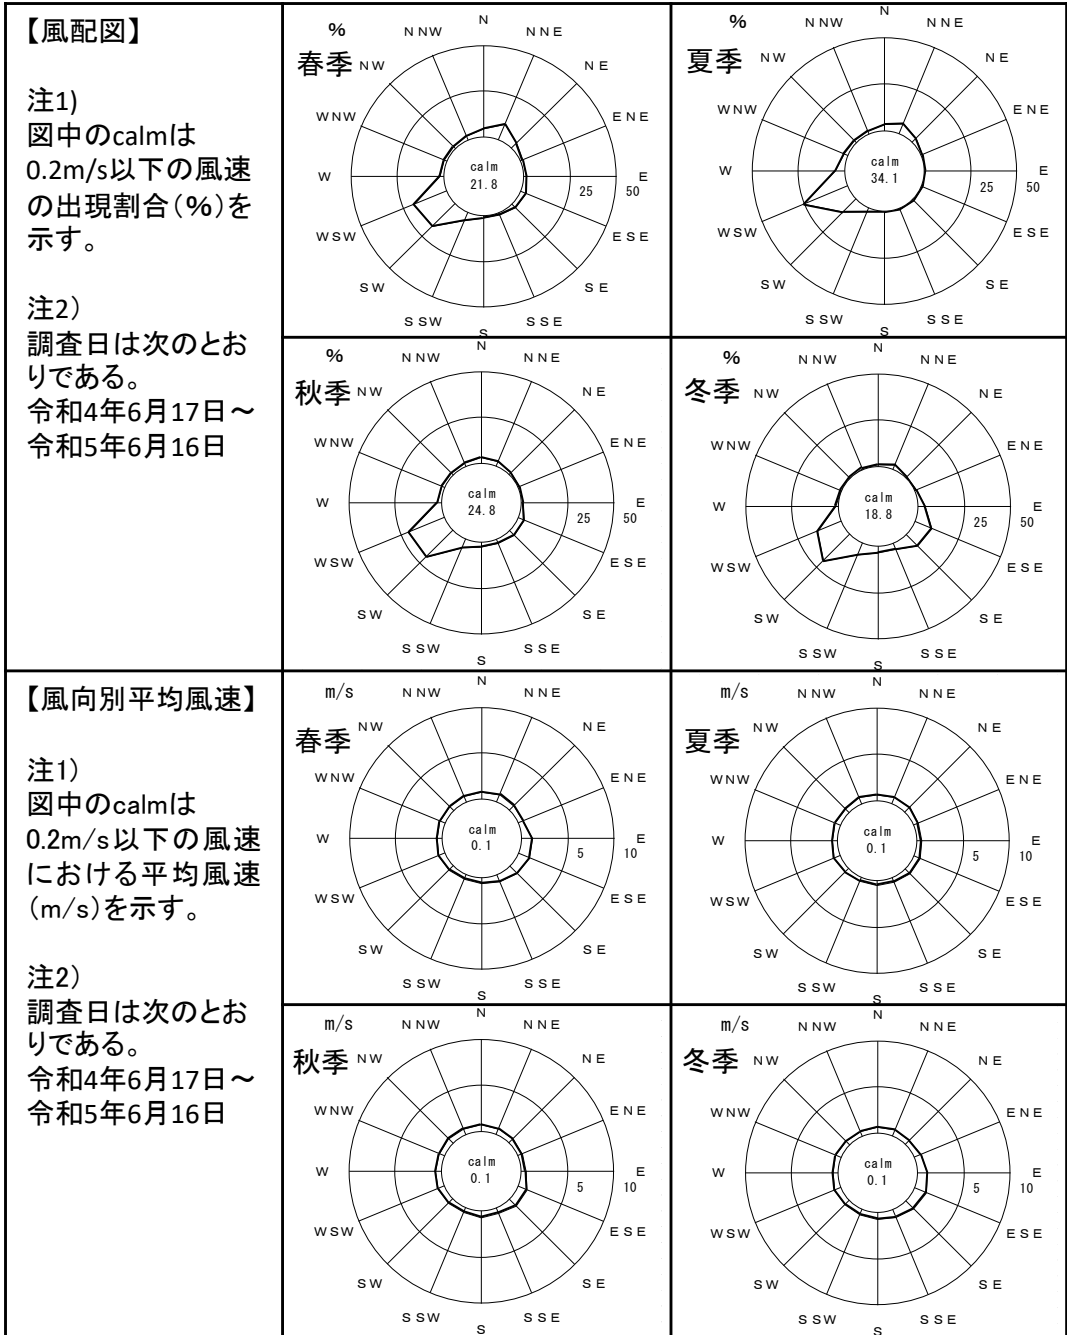 【風配図】
注1)
図中のcalmは
0.2m/s以下の風速
の出現割合(%)を
示す。
注2)
調査日は次のとお
りである。
令和4年6月17日～
令和5年6月16日
%
春季
N
NNE
NE
ENE
E
ESE
SE
SSE
S
SSW
SW
WSW
W
WNW
NW
NNW
calm
21.8
25
50
%
夏季
N
NNE
NE
ENE
E
ESE
SE
SSE
S
SSW
SW
WSW
W
WNW
NW
NNW
calm
34.1
25
50
%
秋季
N
NNE
NE
ENE
E
ESE
SE
SSE
S
SSW
SW
WSW
W
WNW
NW
NNW
calm
24.8
25
50
%
冬季
N
NNE
NE
ENE
E
ESE
SE
SSE
S
SSW
SW
WSW
W
WNW
NW
NNW
calm
18.8
25
50
【風向別平均風速】
注1)
図中のcalmは
0.2m/s以下の風速
における平均風速
(m/s)を示す。
注2)
調査日は次のとお
りである。
令和4年6月17日～
令和5年6月16日
m/s
春季
N
NNE
NE
ENE
E
ESE
SE
SSE
S
SSW
SW
WSW
W
WNW
NW
NNW
calm
0.1
5
10
m/s
夏季
N
NNE
NE
ENE
E
ESE
SE
SSE
S
SSW
SW
WSW
W
WNW
NW
NNW
calm
0.1
5
10
m/s
秋季
N
NNE
NE
ENE
E
ESE
SE
SSE
S
SSW
SW
WSW
W
WNW
NW
NNW
calm
0.1
5
10
m/s
冬季
N
NNE
NE
ENE
E
ESE
SE
SSE
S
SSW
SW
WSW
W
WNW
NW
NNW
calm
0.1
5
10